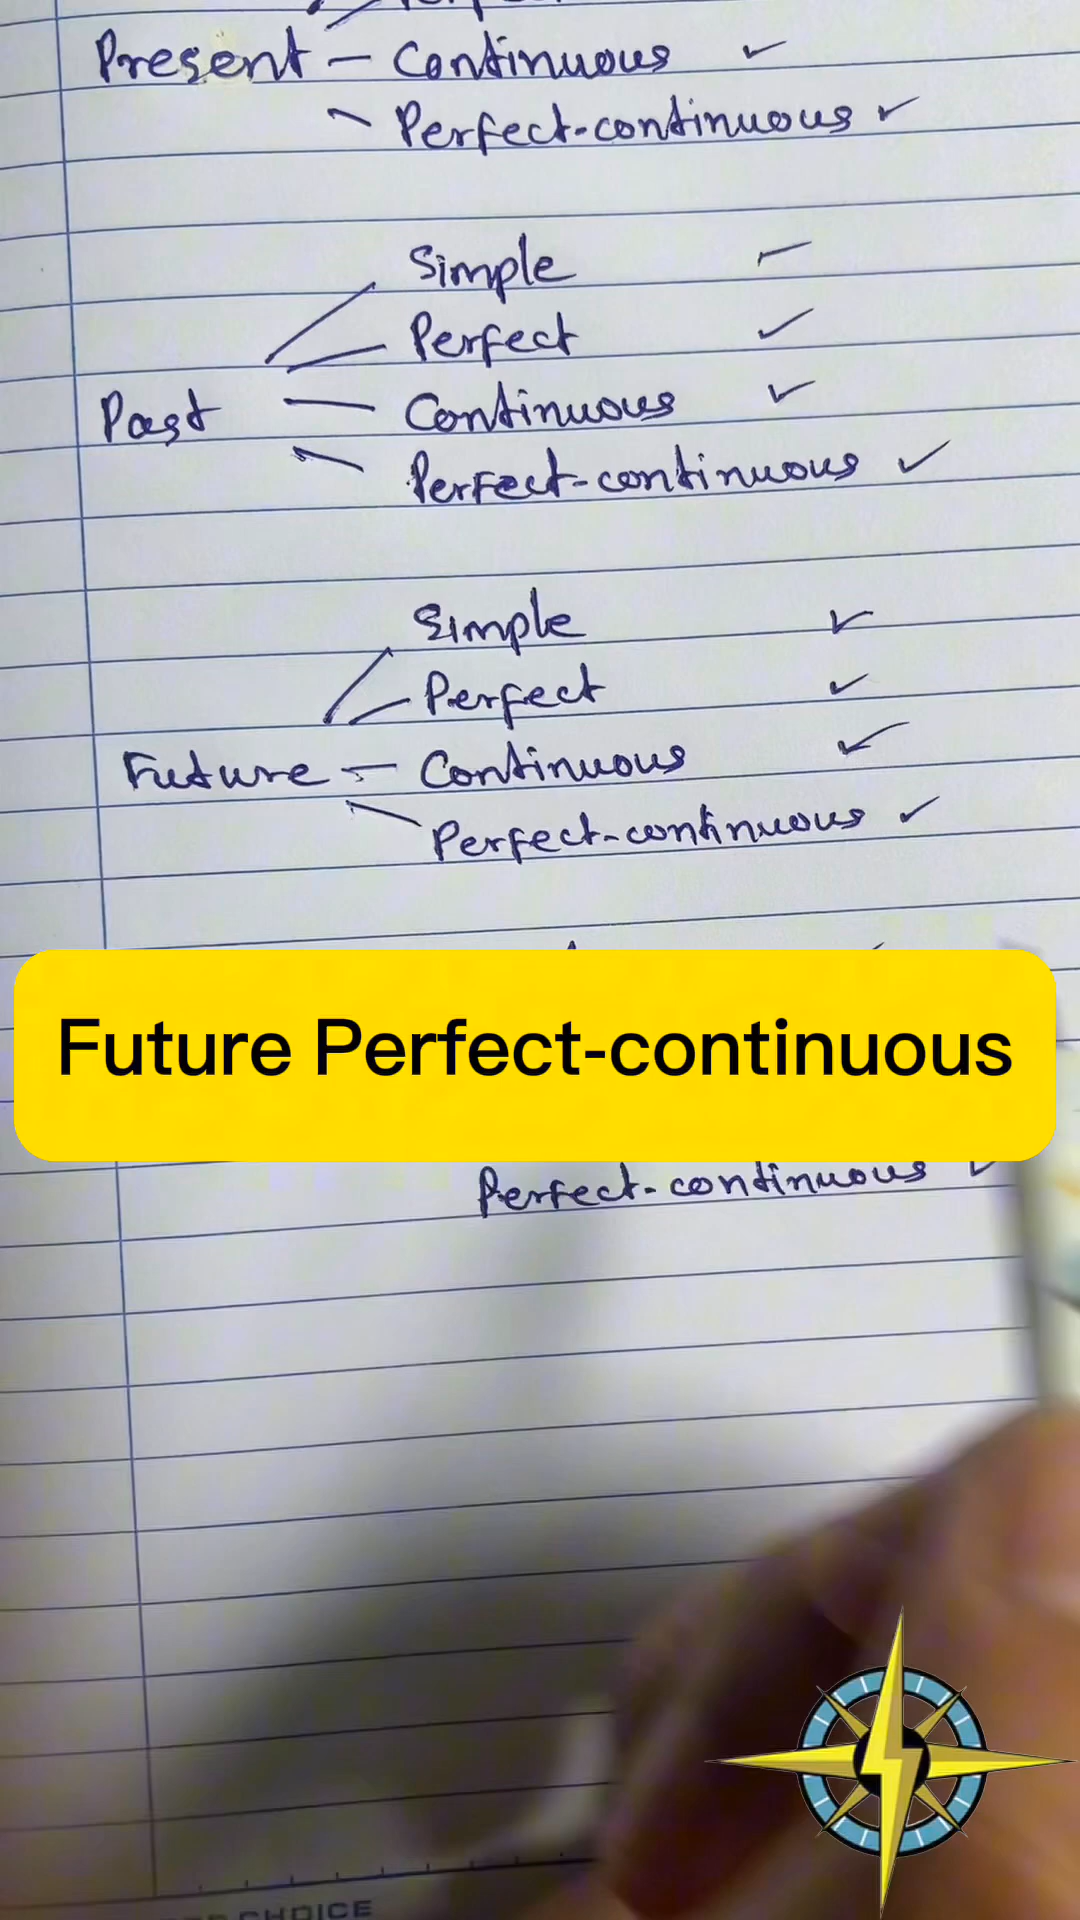 Present - Continuous
Perfect-continuous
Simple
Perfect
Past - Continuous
Perfect-continuous
Simple
Perfect
Future - Continuous
Perfect-continuous
Future Perfect-continuous
Perfect-continuous
CHOICE